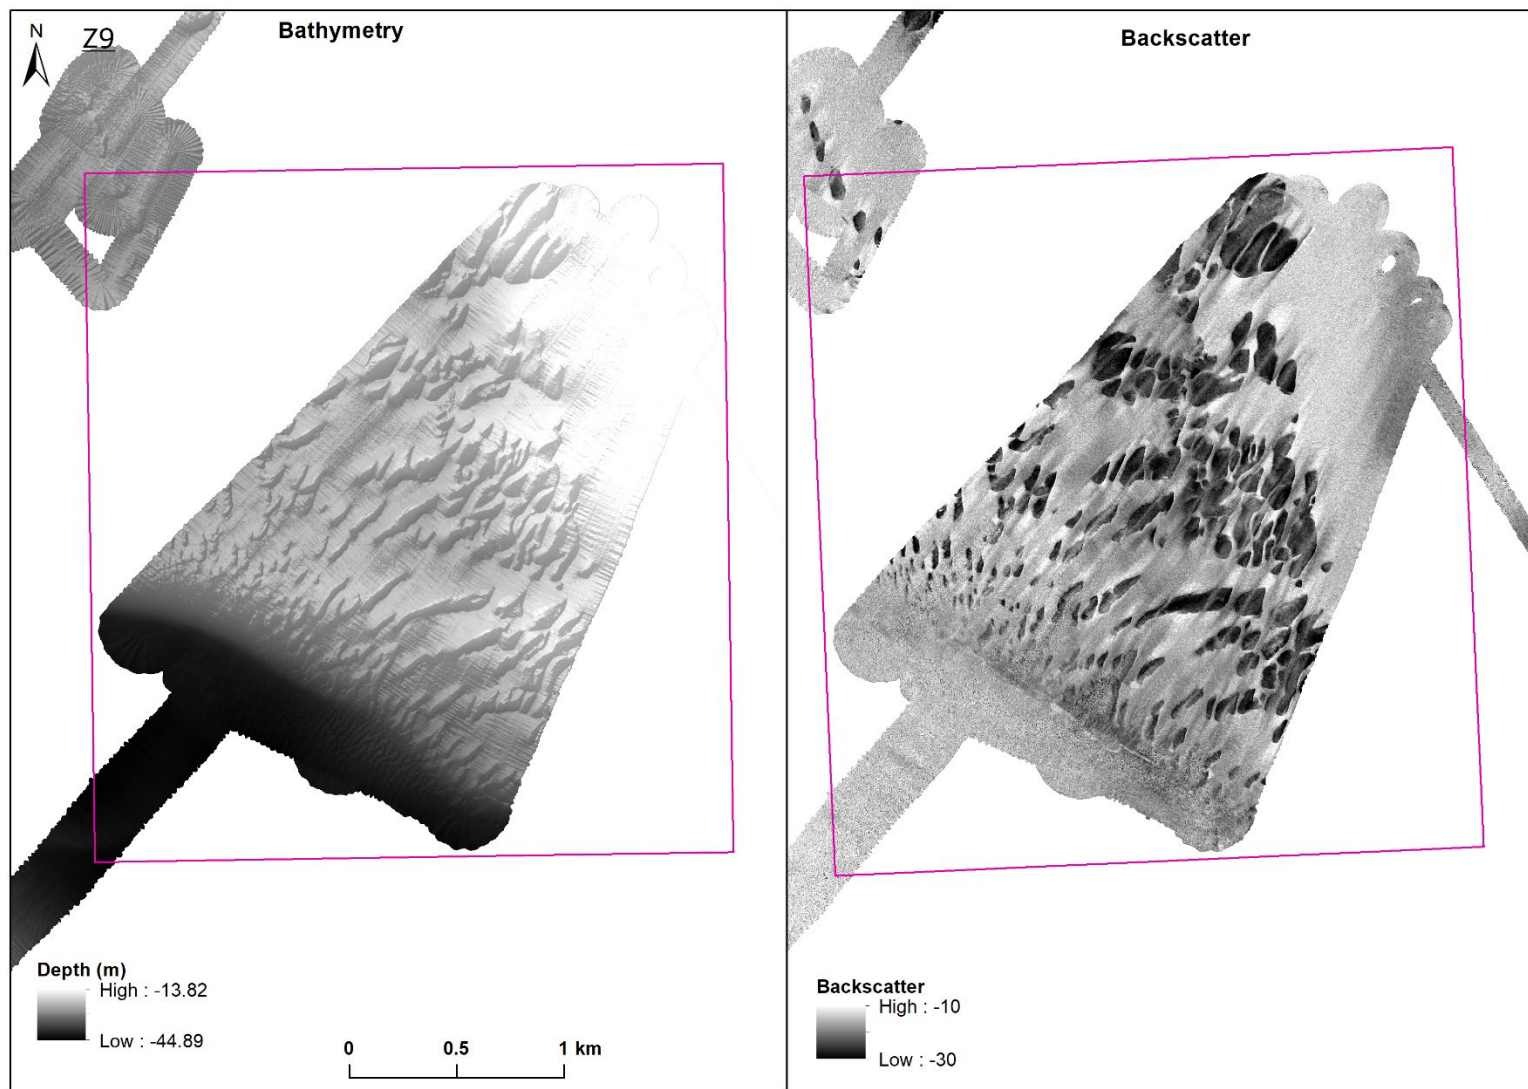 N
Z9
Bathymetry
Backscatter
Depth (m)
High : -13.82
Low : -44.89
0 0.5 1 km
Backscatter
High : -10
Low : -30